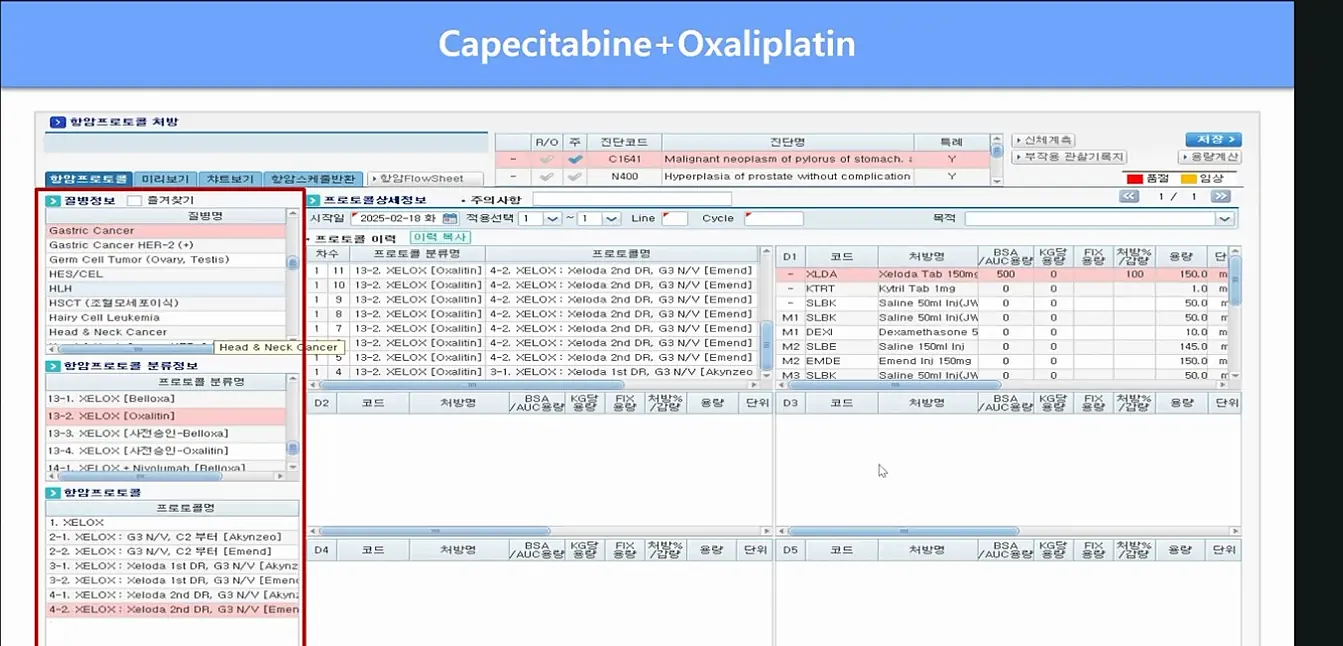 Capecitabine+Oxaliplatin
항암프로토콜 처방
R/O 주 진단코드 진단명 특례
- C1641 Malignant neoplasm of pylorus of stomach. Y
- N400 Hyperplasia of prostate without complication Y
신체계측 저장
부작용 관찰기록지 용량계산
품절 임상
항암프로토콜 미리보기 챠트보기 항암스케줄반환 항암FlowSheet
질병정보 즐겨찾기
질병명
Gastric Cancer
Gastric Cancer HER-2 (+)
Germ Cell Tumor (Ovary, Testis)
HES/CEL
HLH
HSCT (조혈모세포이식)
Hairy Cell Leukemia
Head & Neck Cancer
Head & Neck Cancer
항암프로토콜 분류정보
프로토콜 분류명
13-1. XELOX [Belloxa]
13-2. XELOX [Oxalitin]
13-3. XELOX [사전승인-Belloxa]
13-4. XELOX [사전승인-Oxalitin]
14-1. XELOX + Nivolumab [Belloxa]
항암프로토콜
프로토콜명
1. XELOX
2-1. XELOX : G3 N/V, C2 부터 [Akynzeo]
2-2. XELOX : G3 N/V, C2 부터 [Emend]
3-1. XELOX : Xeloda 1st DR, G3 N/V [Akynz
3-2. XELOX : Xeloda 1st DR, G3 N/V [Emend
4-1. XELOX : Xeloda 2nd DR, G3 N/V [Akynz
4-2. XELOX : Xeloda 2nd DR, G3 N/V [Emen
프로토콜상세정보 • 주의사항 1 / 1
시작일 2025-02-18 화 적용선택 1 ~ 1 Line Cycle 목적
• 프로토콜 이력 이력 복사
차수 프로토콜 분류명 프로토콜명
1 11 13-2. XELOX [Oxalitin] 4-2. XELOX : Xeloda 2nd DR, G3 N/V [Emend]
1 10 13-2. XELOX [Oxalitin] 4-2. XELOX : Xeloda 2nd DR, G3 N/V [Emend]
1 9 13-2. XELOX [Oxalitin] 4-2. XELOX : Xeloda 2nd DR, G3 N/V [Emend]
1 8 13-2. XELOX [Oxalitin] 4-2. XELOX : Xeloda 2nd DR, G3 N/V [Emend]
1 7 13-2. XELOX [Oxalitin] 4-2. XELOX : Xeloda 2nd DR, G3 N/V [Emend]
13-2. XELOX [Oxalitin] 4-2. XELOX : Xeloda 2nd DR, G3 N/V [Emend]
1 5 13-2. XELOX [Oxalitin] 4-2. XELOX : Xeloda 2nd DR, G3 N/V [Emend]
1 4 13-2. XELOX [Oxalitin] 3-1. XELOX : Xeloda 1st DR, G3 N/V [Akynzeo
D1 코드 처방명 BSA/AUC용량 KG당용량 FIX용량 처방%/감량 용량 단
- XLDA Xeloda Tab 150mg 500 0 100 150.0 m
- KTRT Kytril Tab 1mg 0 0 1.0 m
- SLBK Saline 50ml Inj(JW 0 0 50.0 m
M1 SLBK Saline 50ml Inj(JW 0 0 50.0 m
M1 DEXI Dexamethasone 5 0 0 10.0 m
M2 SLBE Saline 150ml Inj 0 0 145.0 m
M2 EMDE Emend Inj 150mg 0 0 150.0 m
M3 SLBK Saline 50ml Inj(JW 0 0 50.0 m
D2 코드 처방명 BSA/AUC용량 KG당용량 FIX용량 처방%/감량 용량 단위
D3 코드 처방명 BSA/AUC용량 KG당용량 FIX용량 처방%/감량 용량 단위
D4 코드 처방명 BSA/AUC용량 KG당용량 FIX용량 처방%/감량 용량 단위
D5 코드 처방명 BSA/AUC용량 KG당용량 FIX용량 처방%/감량 용량 단위